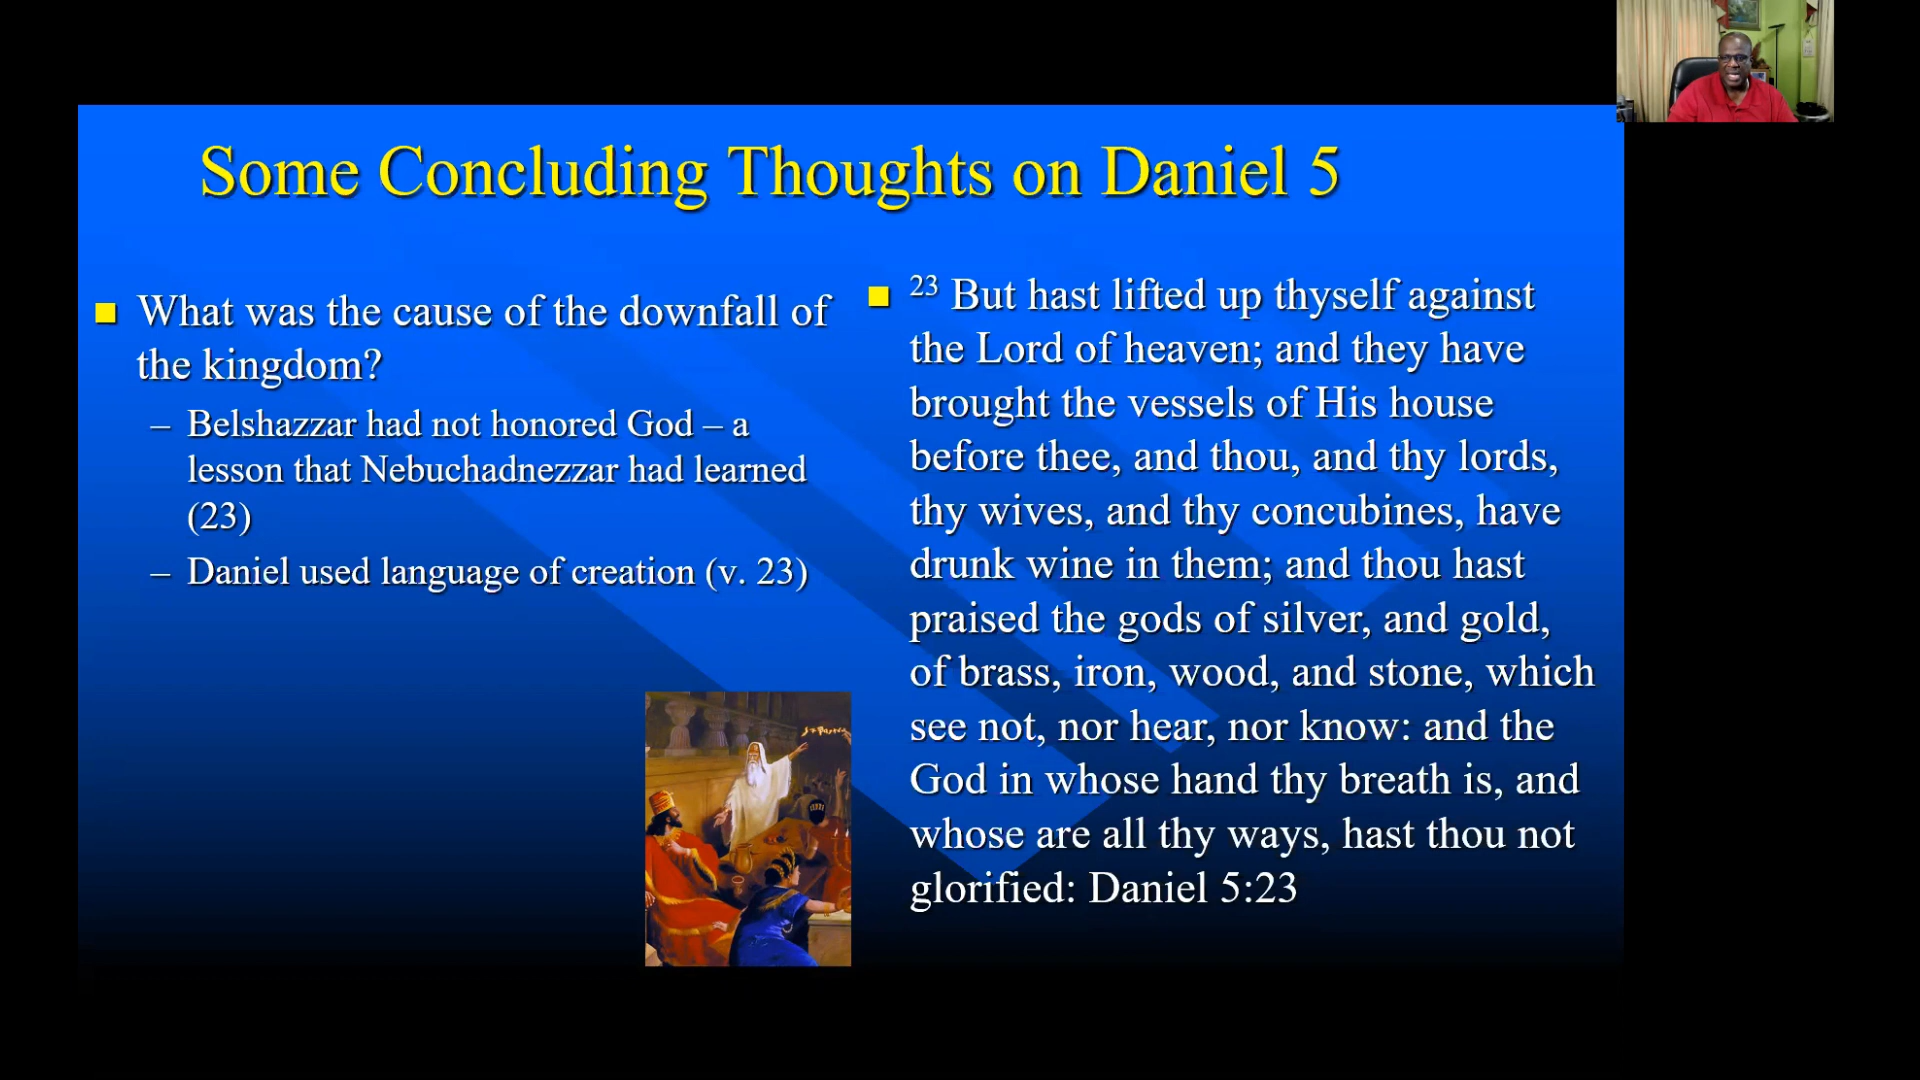 Some Concluding Thoughts on Daniel 5
What was the cause of the downfall of
the kingdom?
– Belshazzar had not honored God – a
lesson that Nebuchadnezzar had learned
(23)
– Daniel used language of creation (v. 23)
23 But hast lifted up thyself against
the Lord of heaven; and they have
brought the vessels of His house
before thee, and thou, and thy lords,
thy wives, and thy concubines, have
drunk wine in them; and thou hast
praised the gods of silver, and gold,
of brass, iron, wood, and stone, which
see not, nor hear, nor know: and the
God in whose hand thy breath is, and
whose are all thy ways, hast thou not
glorified: Daniel 5:23